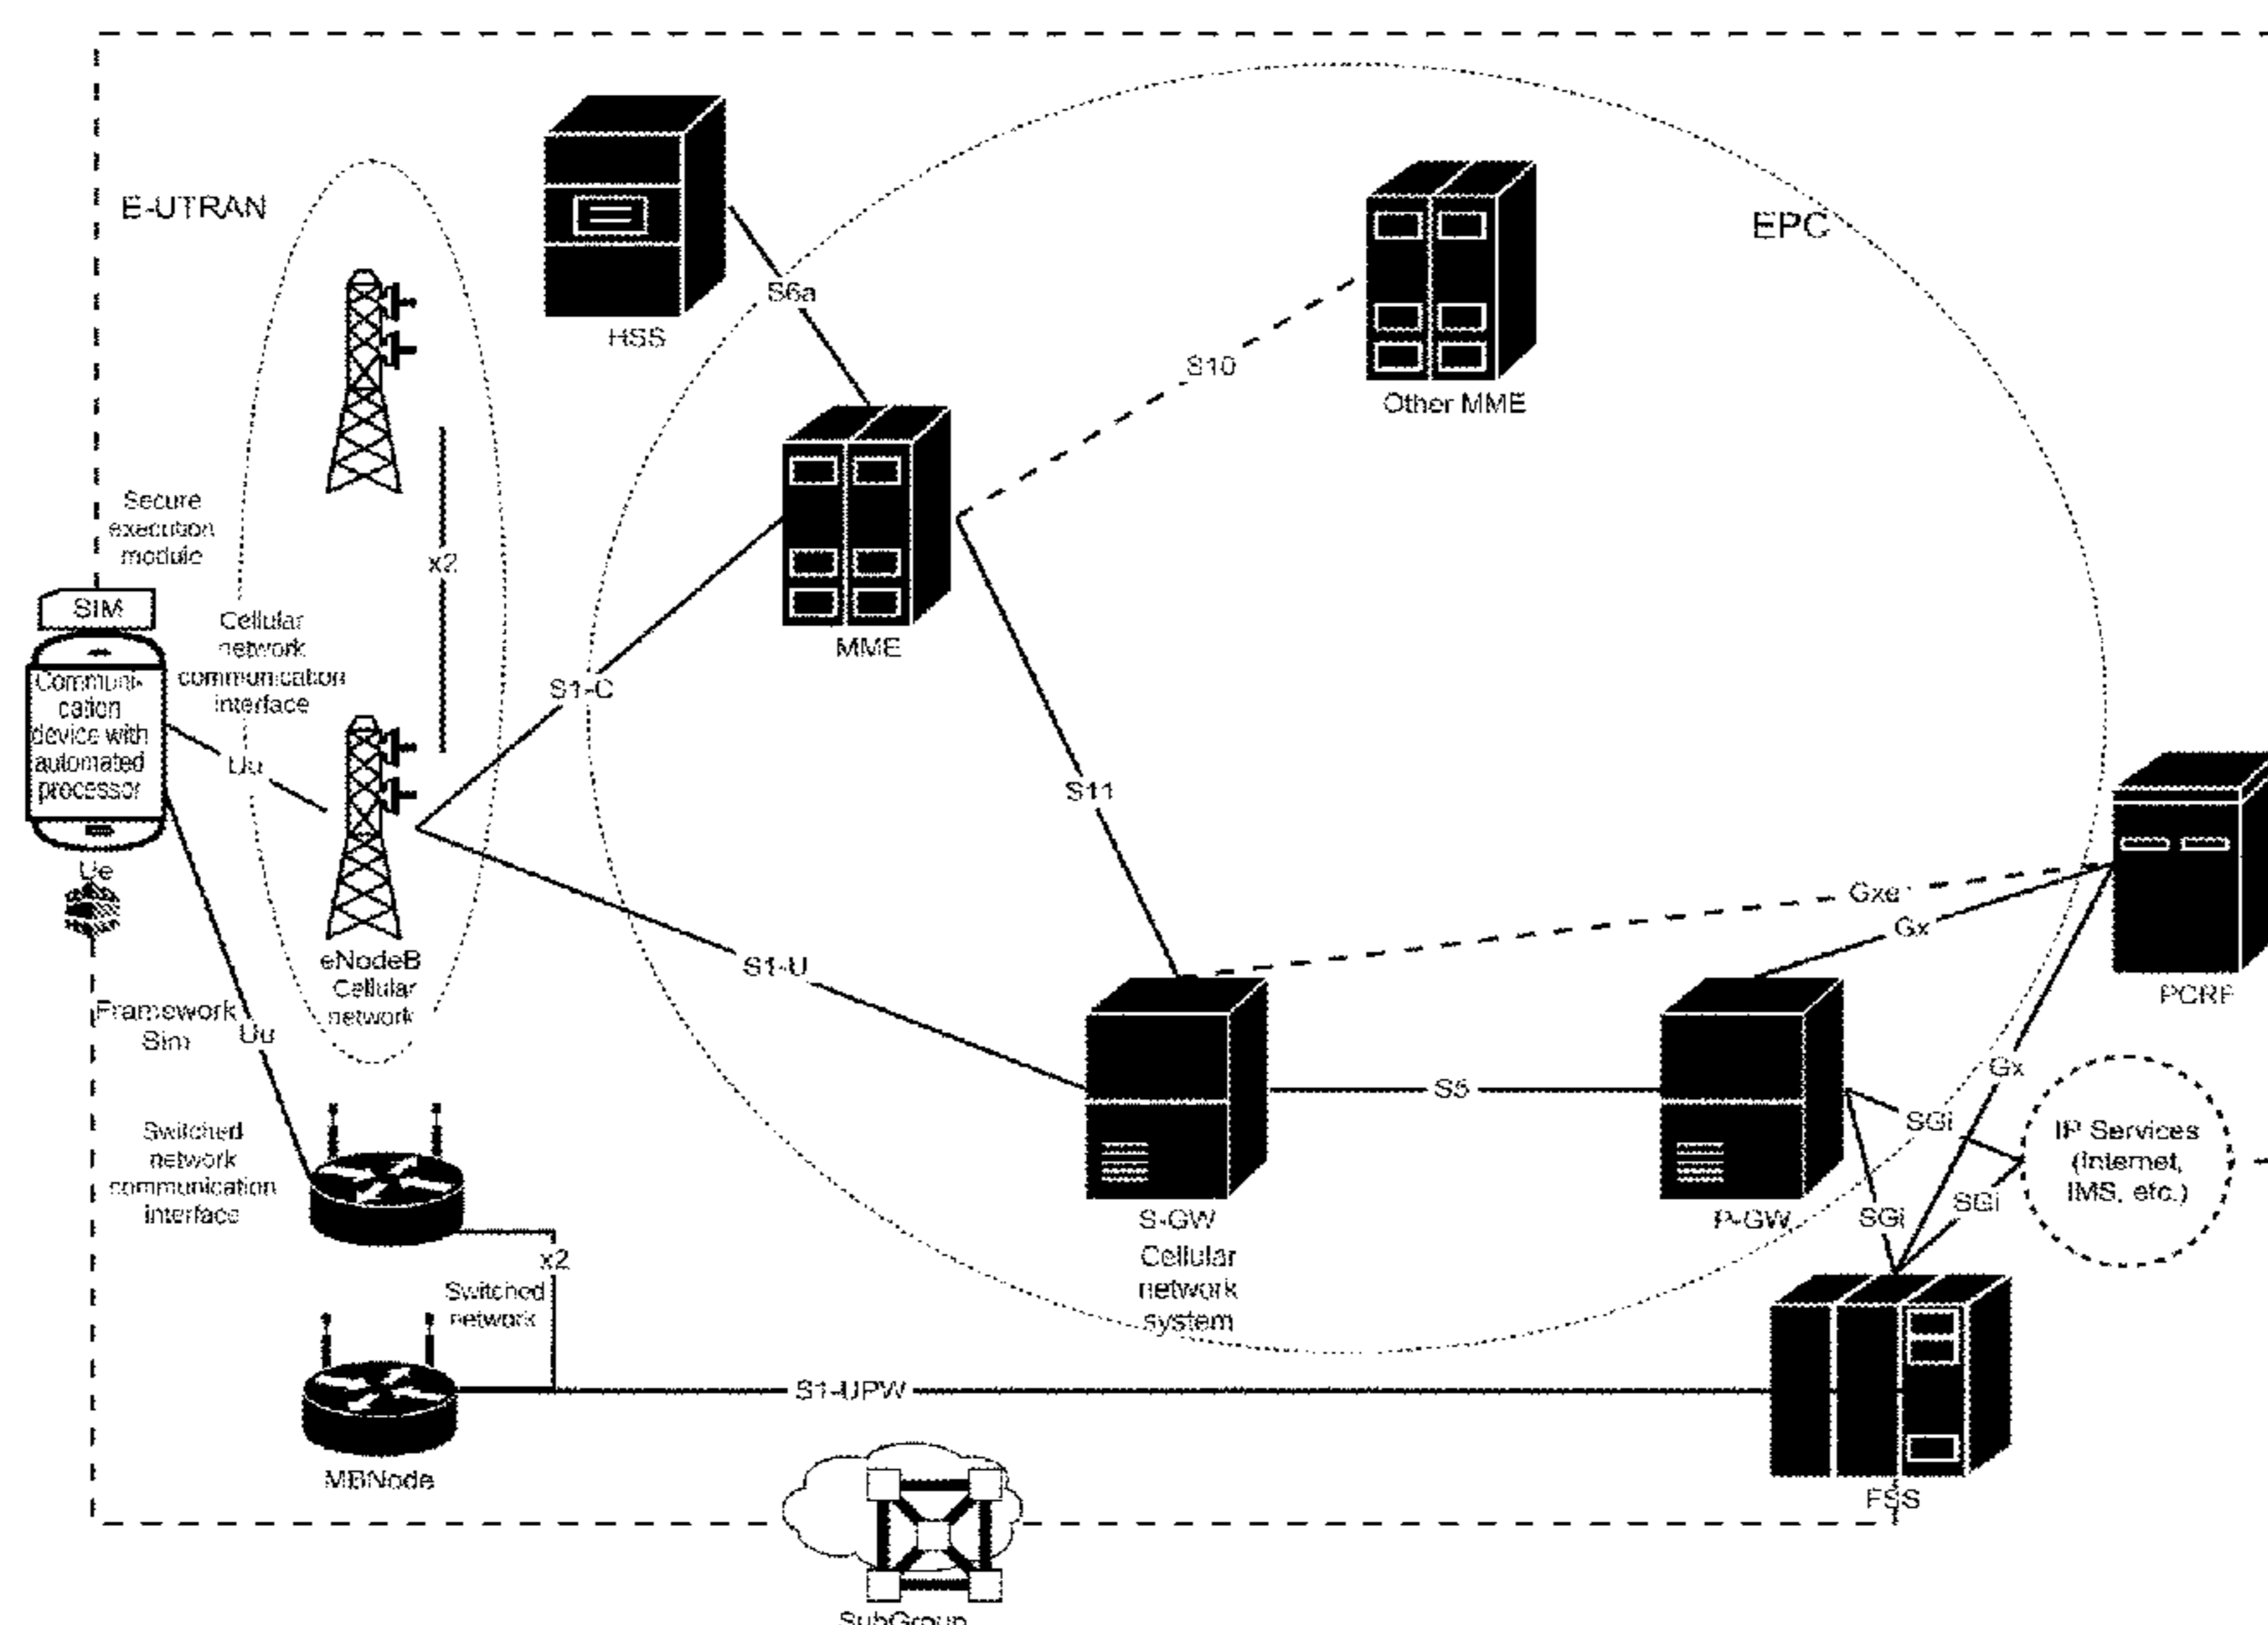 E-UTRAN
EPC
S6a
HSS
S10
Other MME
Secure
execution
module
x2
SIM
Cellular
network
communication
interface
MME
Communi-
cation
device with
automated
processor
S1-C
Uu
S11
Ue
Gxe
Gx
eNodeB
Cellular
network
S1-U
PCRF
Framework
Sim
Uu
Gx
S5
SGi
IP Services
(Internet,
IMS, etc.)
Switched
network
communication
interface
SGi
SGi
S-GW
P-GW
Cellular
network
system
x2
Switched
network
S1-UPW
MBNode
FSS
SubGroup